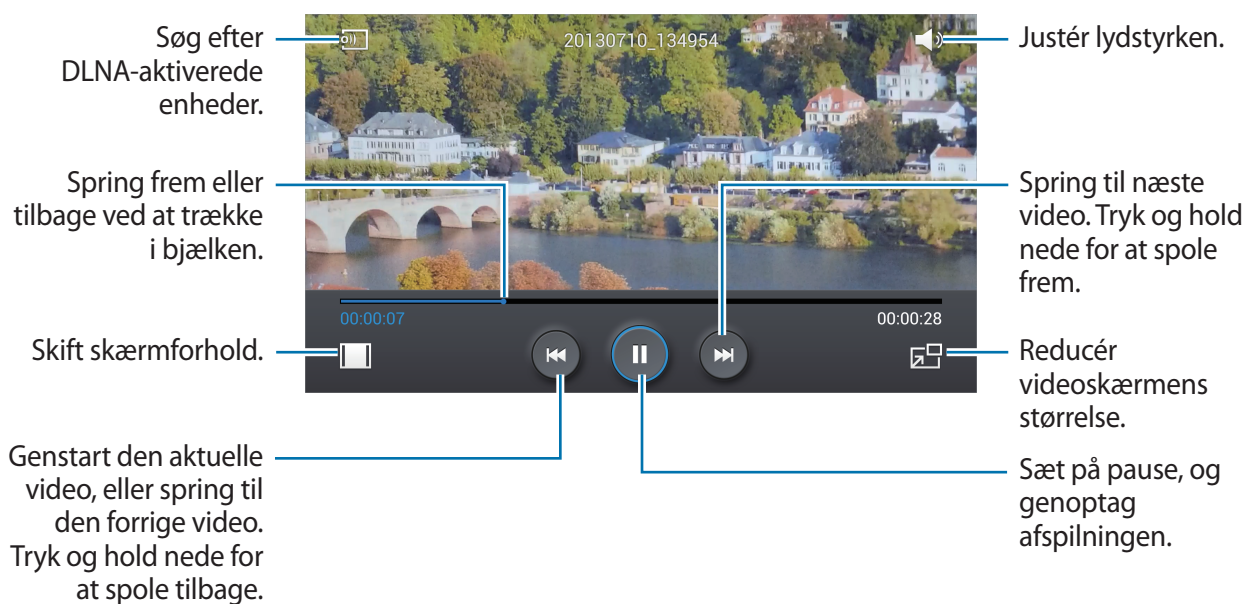 Søg efter
DLNA-aktiverede
enheder.
20130710_134954
Justér lydstyrken.
Spring frem eller
tilbage ved at trække
i bjælken.
Spring til næste
video. Tryk og hold
nede for at spole
frem.
00:00:07
00:00:28
Skift skærmforhold.
Reducér
videoskærmens
størrelse.
Genstart den aktuelle
video, eller spring til
den forrige video.
Tryk og hold nede for
at spole tilbage.
Sæt på pause, og
genoptag
afspilningen.